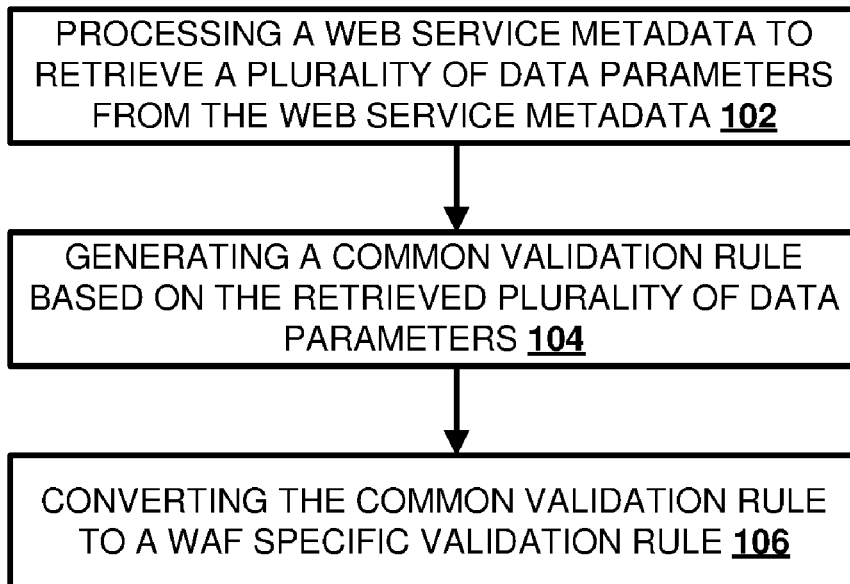 PROCESSING A WEB SERVICE METADATA TO
RETRIEVE A PLURALITY OF DATA PARAMETERS
FROM THE WEB SERVICE METADATA 102
GENERATING A COMMON VALIDATION RULE
BASED ON THE RETRIEVED PLURALITY OF DATA
PARAMETERS 104
CONVERTING THE COMMON VALIDATION RULE
TO A WAF SPECIFIC VALIDATION RULE 106